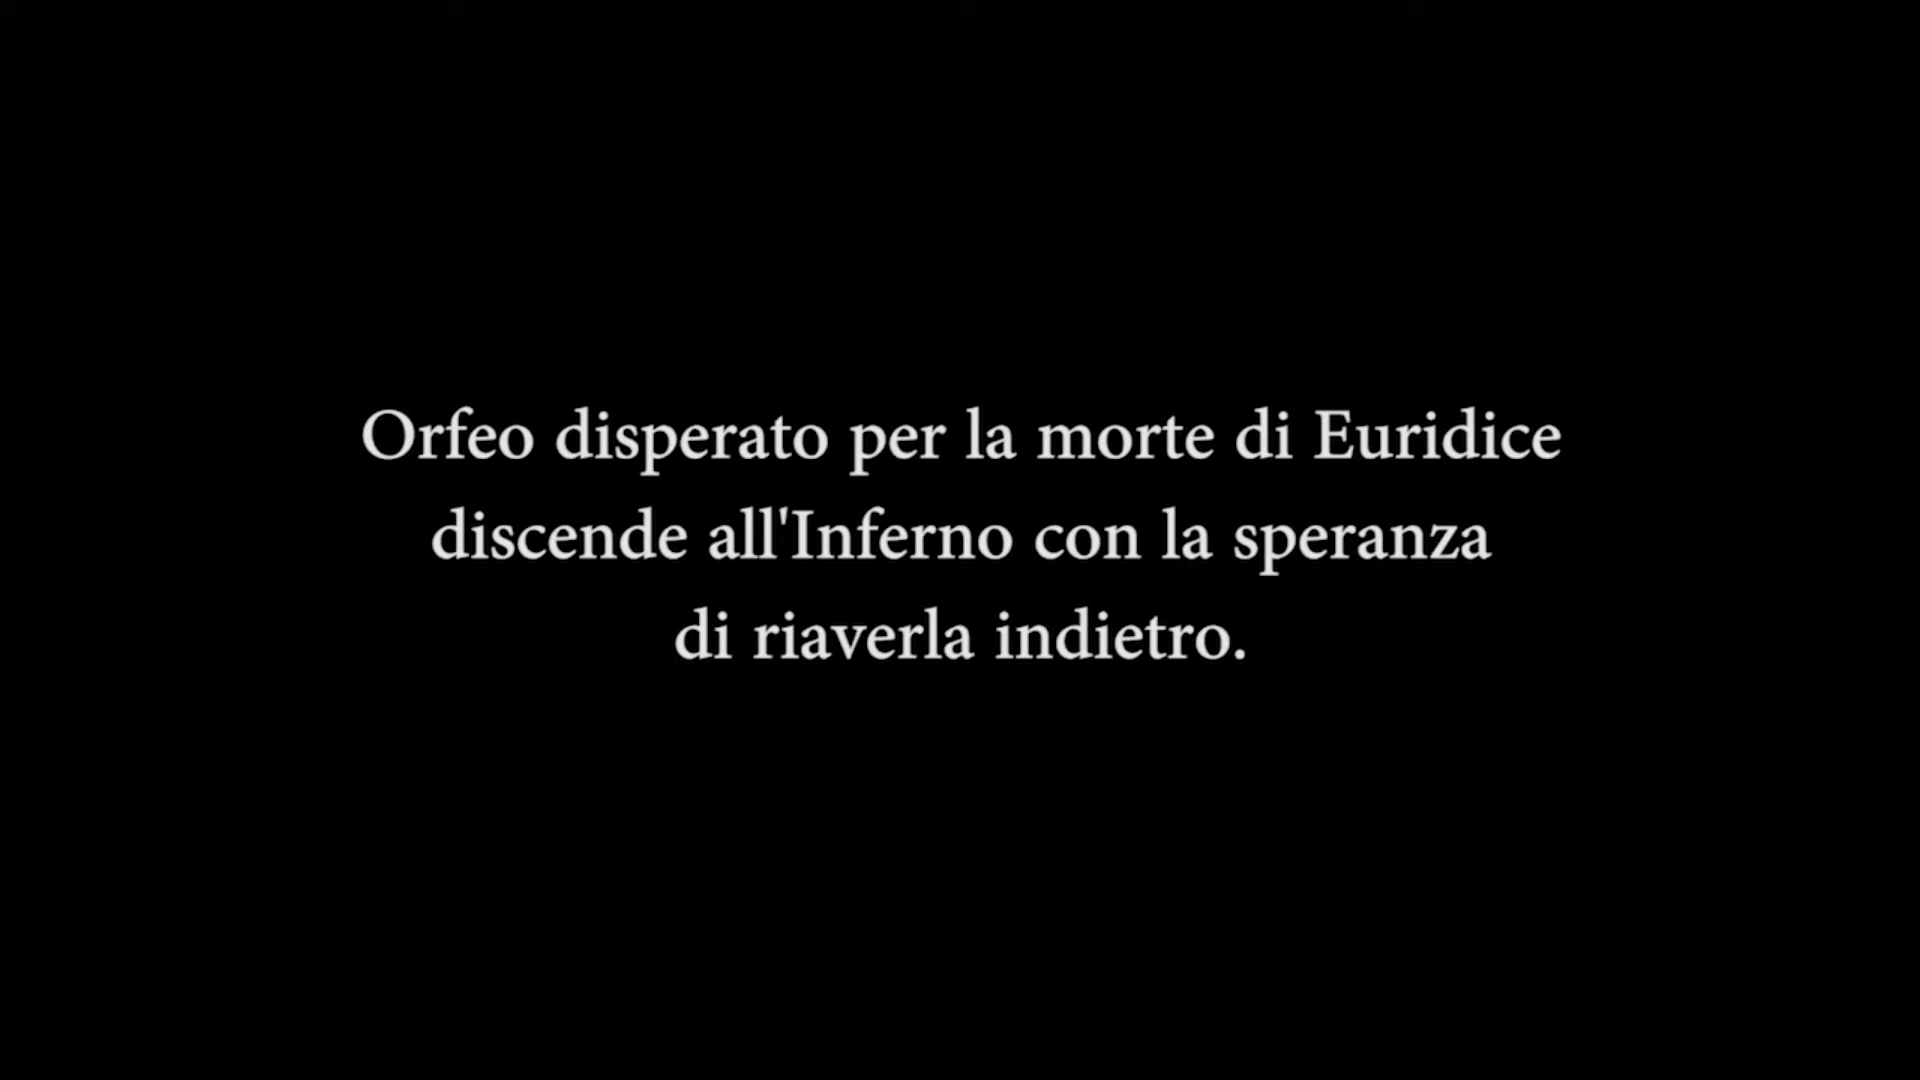 Orfeo disperato per la morte di Euridice
discende all'Inferno con la speranza
di riaverla indietro.